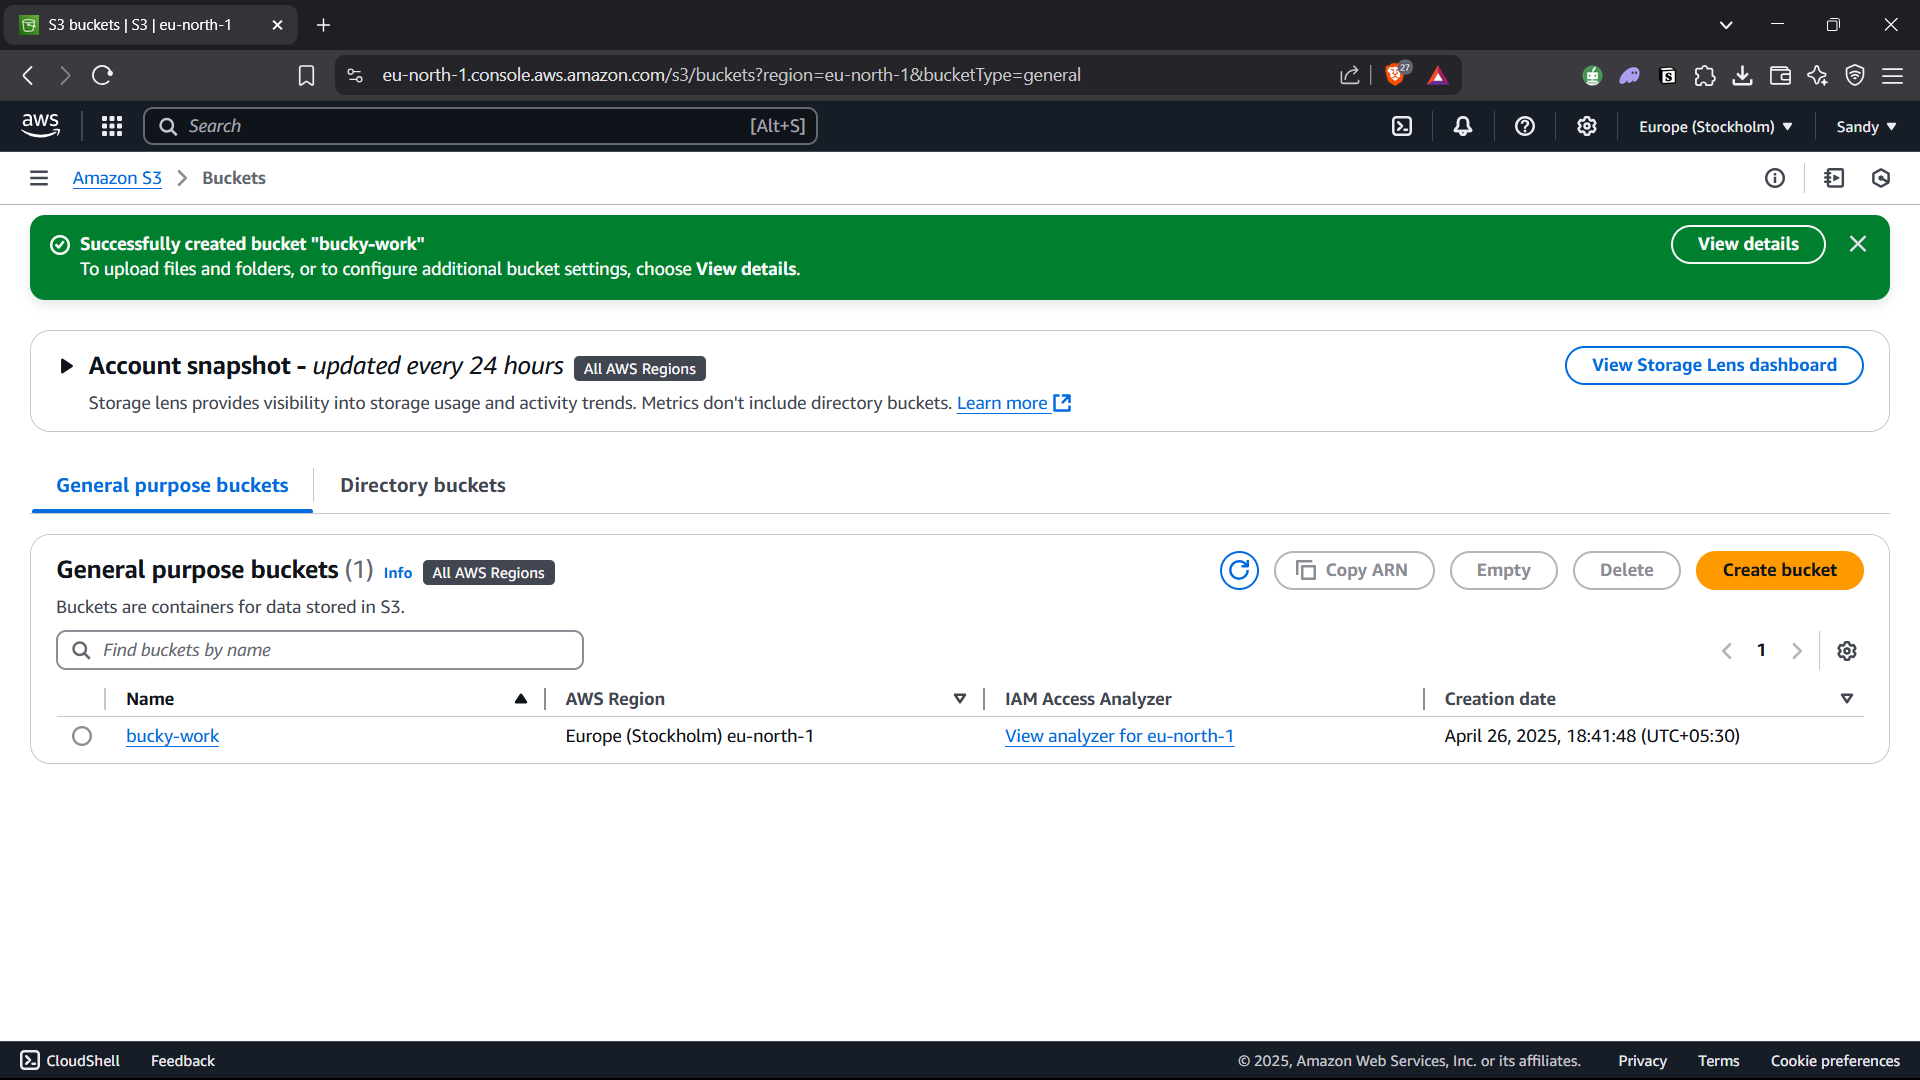 S3 buckets | S3 | eu-north-1
eu-north-1.console.aws.amazon.com/s3/buckets?region=eu-north-1&bucketType=general
27
aws
Search [Alt+S]
Europe (Stockholm)
Sandy
Amazon S3 > Buckets
Successfully created bucket "bucky-work"
To upload files and folders, or to configure additional bucket settings, choose View details.
View details
Account snapshot - updated every 24 hours All AWS Regions
View Storage Lens dashboard
Storage lens provides visibility into storage usage and activity trends. Metrics don't include directory buckets. Learn more
General purpose buckets
Directory buckets
General purpose buckets (1) Info All AWS Regions
Copy ARN
Empty
Delete
Create bucket
Buckets are containers for data stored in S3.
Find buckets by name
1
Name AWS Region IAM Access Analyzer Creation date
bucky-work Europe (Stockholm) eu-north-1 View analyzer for eu-north-1 April 26, 2025, 18:41:48 (UTC+05:30)
CloudShell Feedback © 2025, Amazon Web Services, Inc. or its affiliates. Privacy Terms Cookie preferences